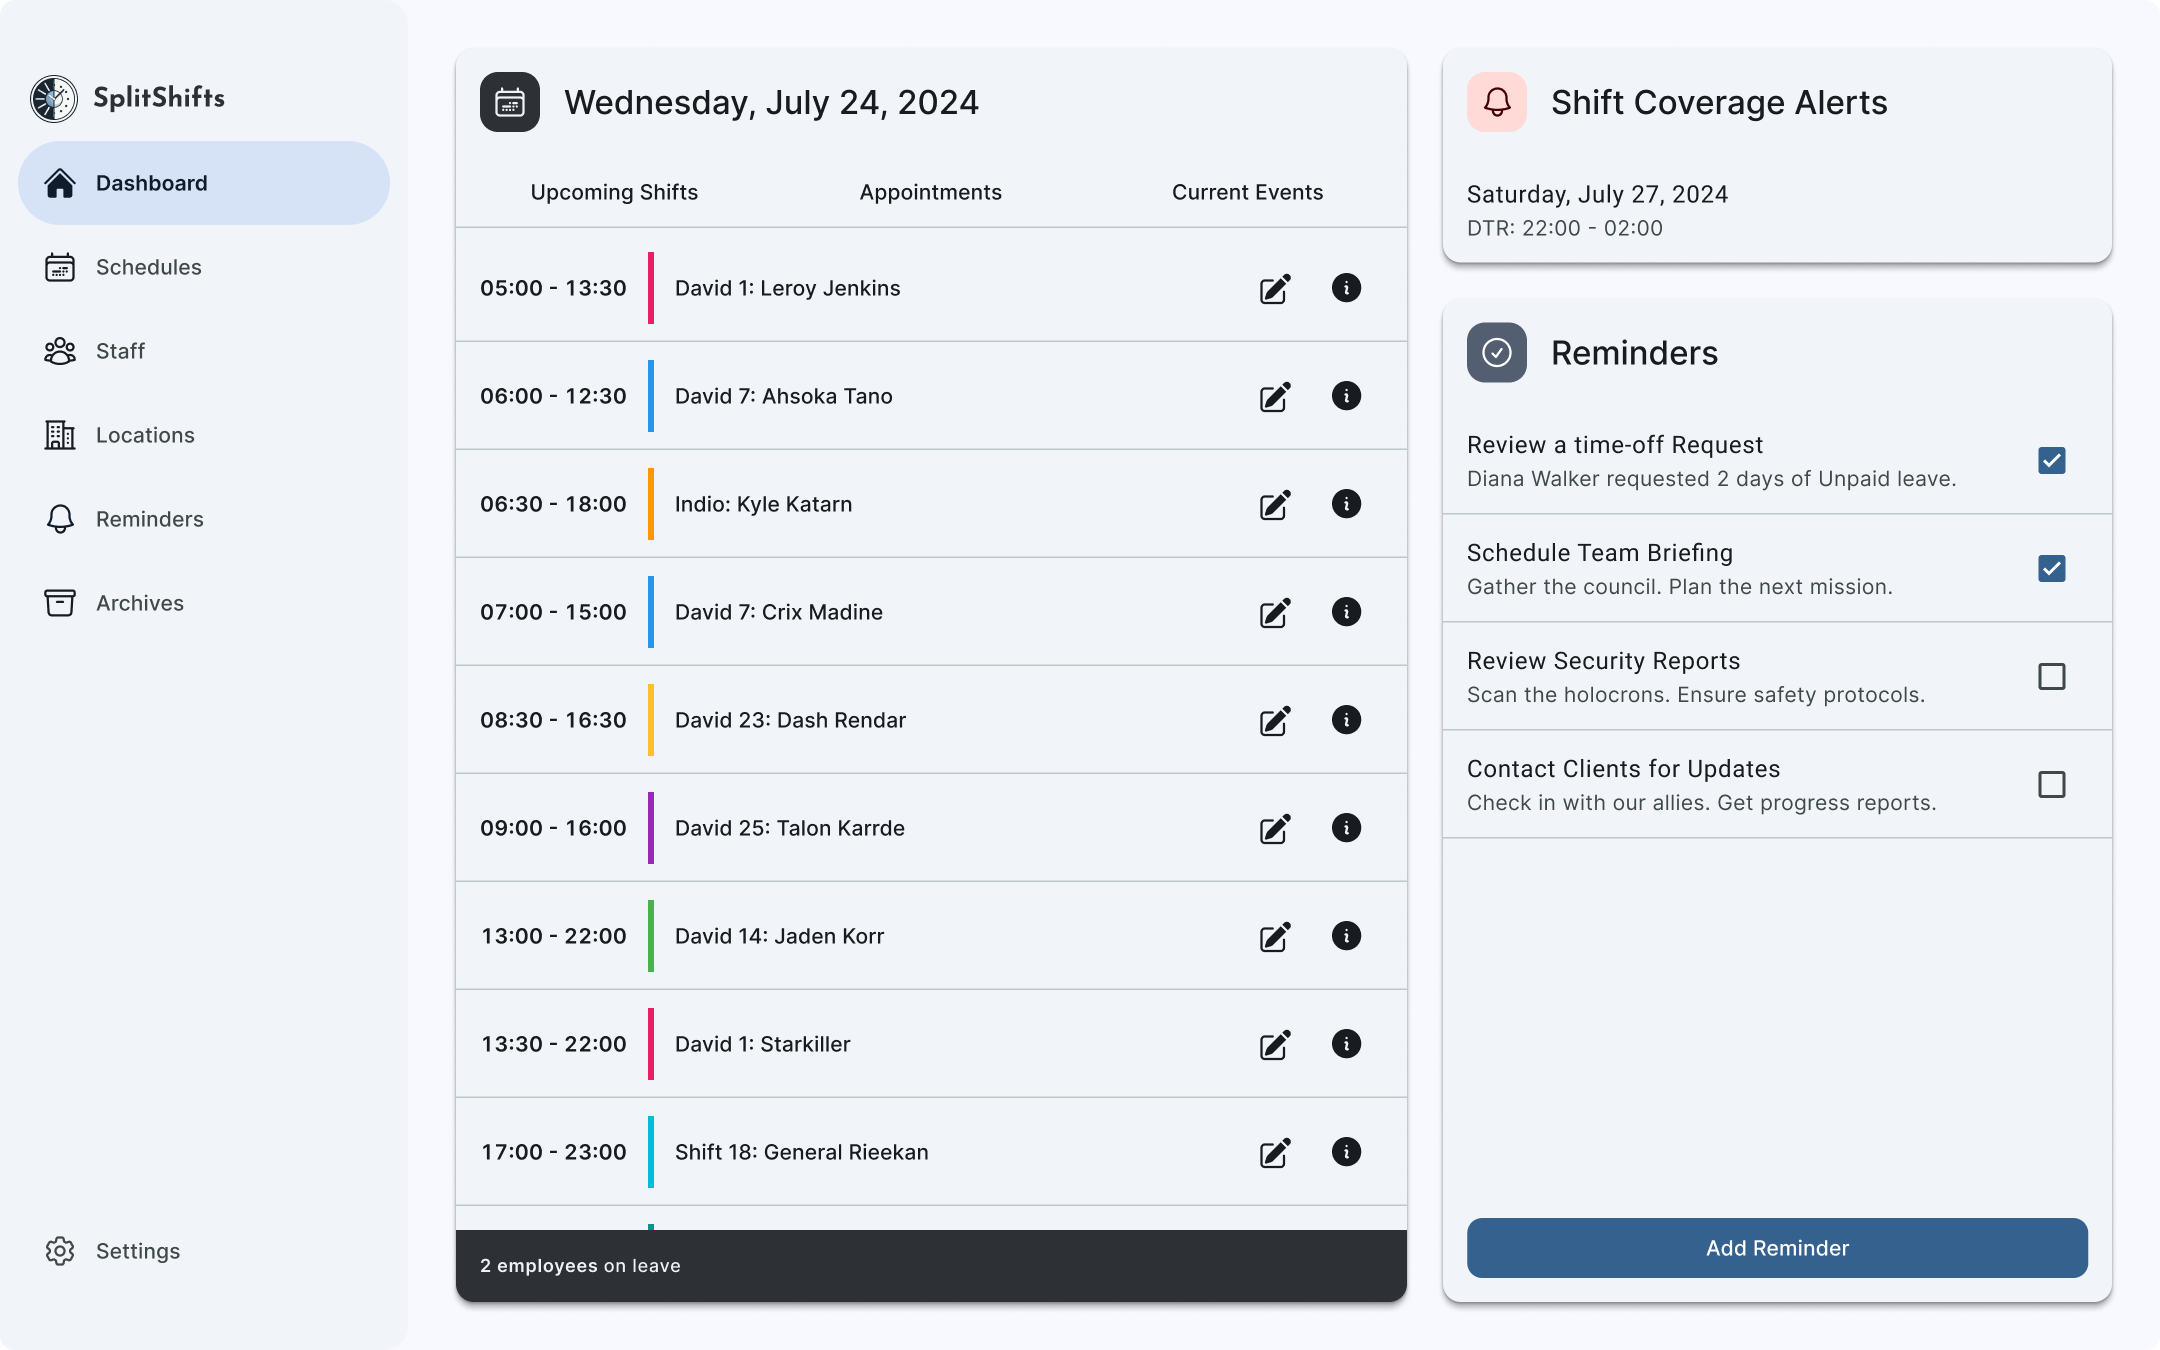 SplitShifts
Dashboard
Schedules
Staff
Locations
Reminders
Archives
Settings
Wednesday, July 24, 2024
Upcoming Shifts
Appointments
Current Events
05:00 - 13:30
David 1: Leroy Jenkins
06:00 - 12:30
David 7: Ahsoka Tano
06:30 - 18:00
Indio: Kyle Katarn
07:00 - 15:00
David 7: Crix Madine
08:30 - 16:30
David 23: Dash Rendar
09:00 - 16:00
David 25: Talon Karrde
13:00 - 22:00
David 14: Jaden Korr
13:30 - 22:00
David 1: Starkiller
17:00 - 23:00
Shift 18: General Rieekan
2 employees on leave
Shift Coverage Alerts
Saturday, July 27, 2024
DTR: 22:00 - 02:00
Reminders
Review a time-off Request
Diana Walker requested 2 days of Unpaid leave.
Schedule Team Briefing
Gather the council. Plan the next mission.
Review Security Reports
Scan the holocrons. Ensure safety protocols.
Contact Clients for Updates
Check in with our allies. Get progress reports.
Add Reminder